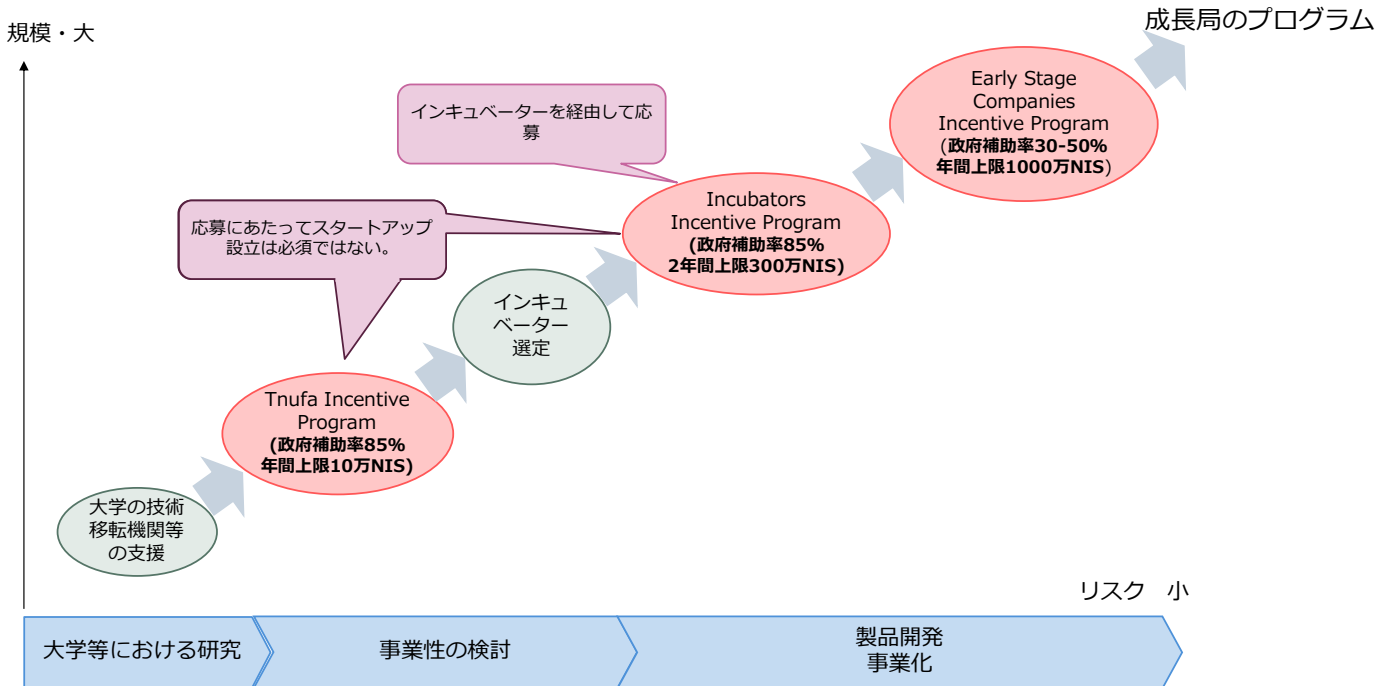 成長局のプログラム
規模・大
Early Stage
Companies
Incentive Program
(政府補助率30-50%
年間上限1000万NIS)
インキュベーターを経由して応
募
Incubators
Incentive Program
(政府補助率85%
2年間上限300万NIS)
応募にあたってスタートアップ
設立は必須ではない。
インキュ
ベーター
選定
Tnufa Incentive
Program
(政府補助率85%
年間上限10万NIS)
大学の技術
移転機関等
の支援
リスク　小
大学等における研究
事業性の検討
製品開発
事業化